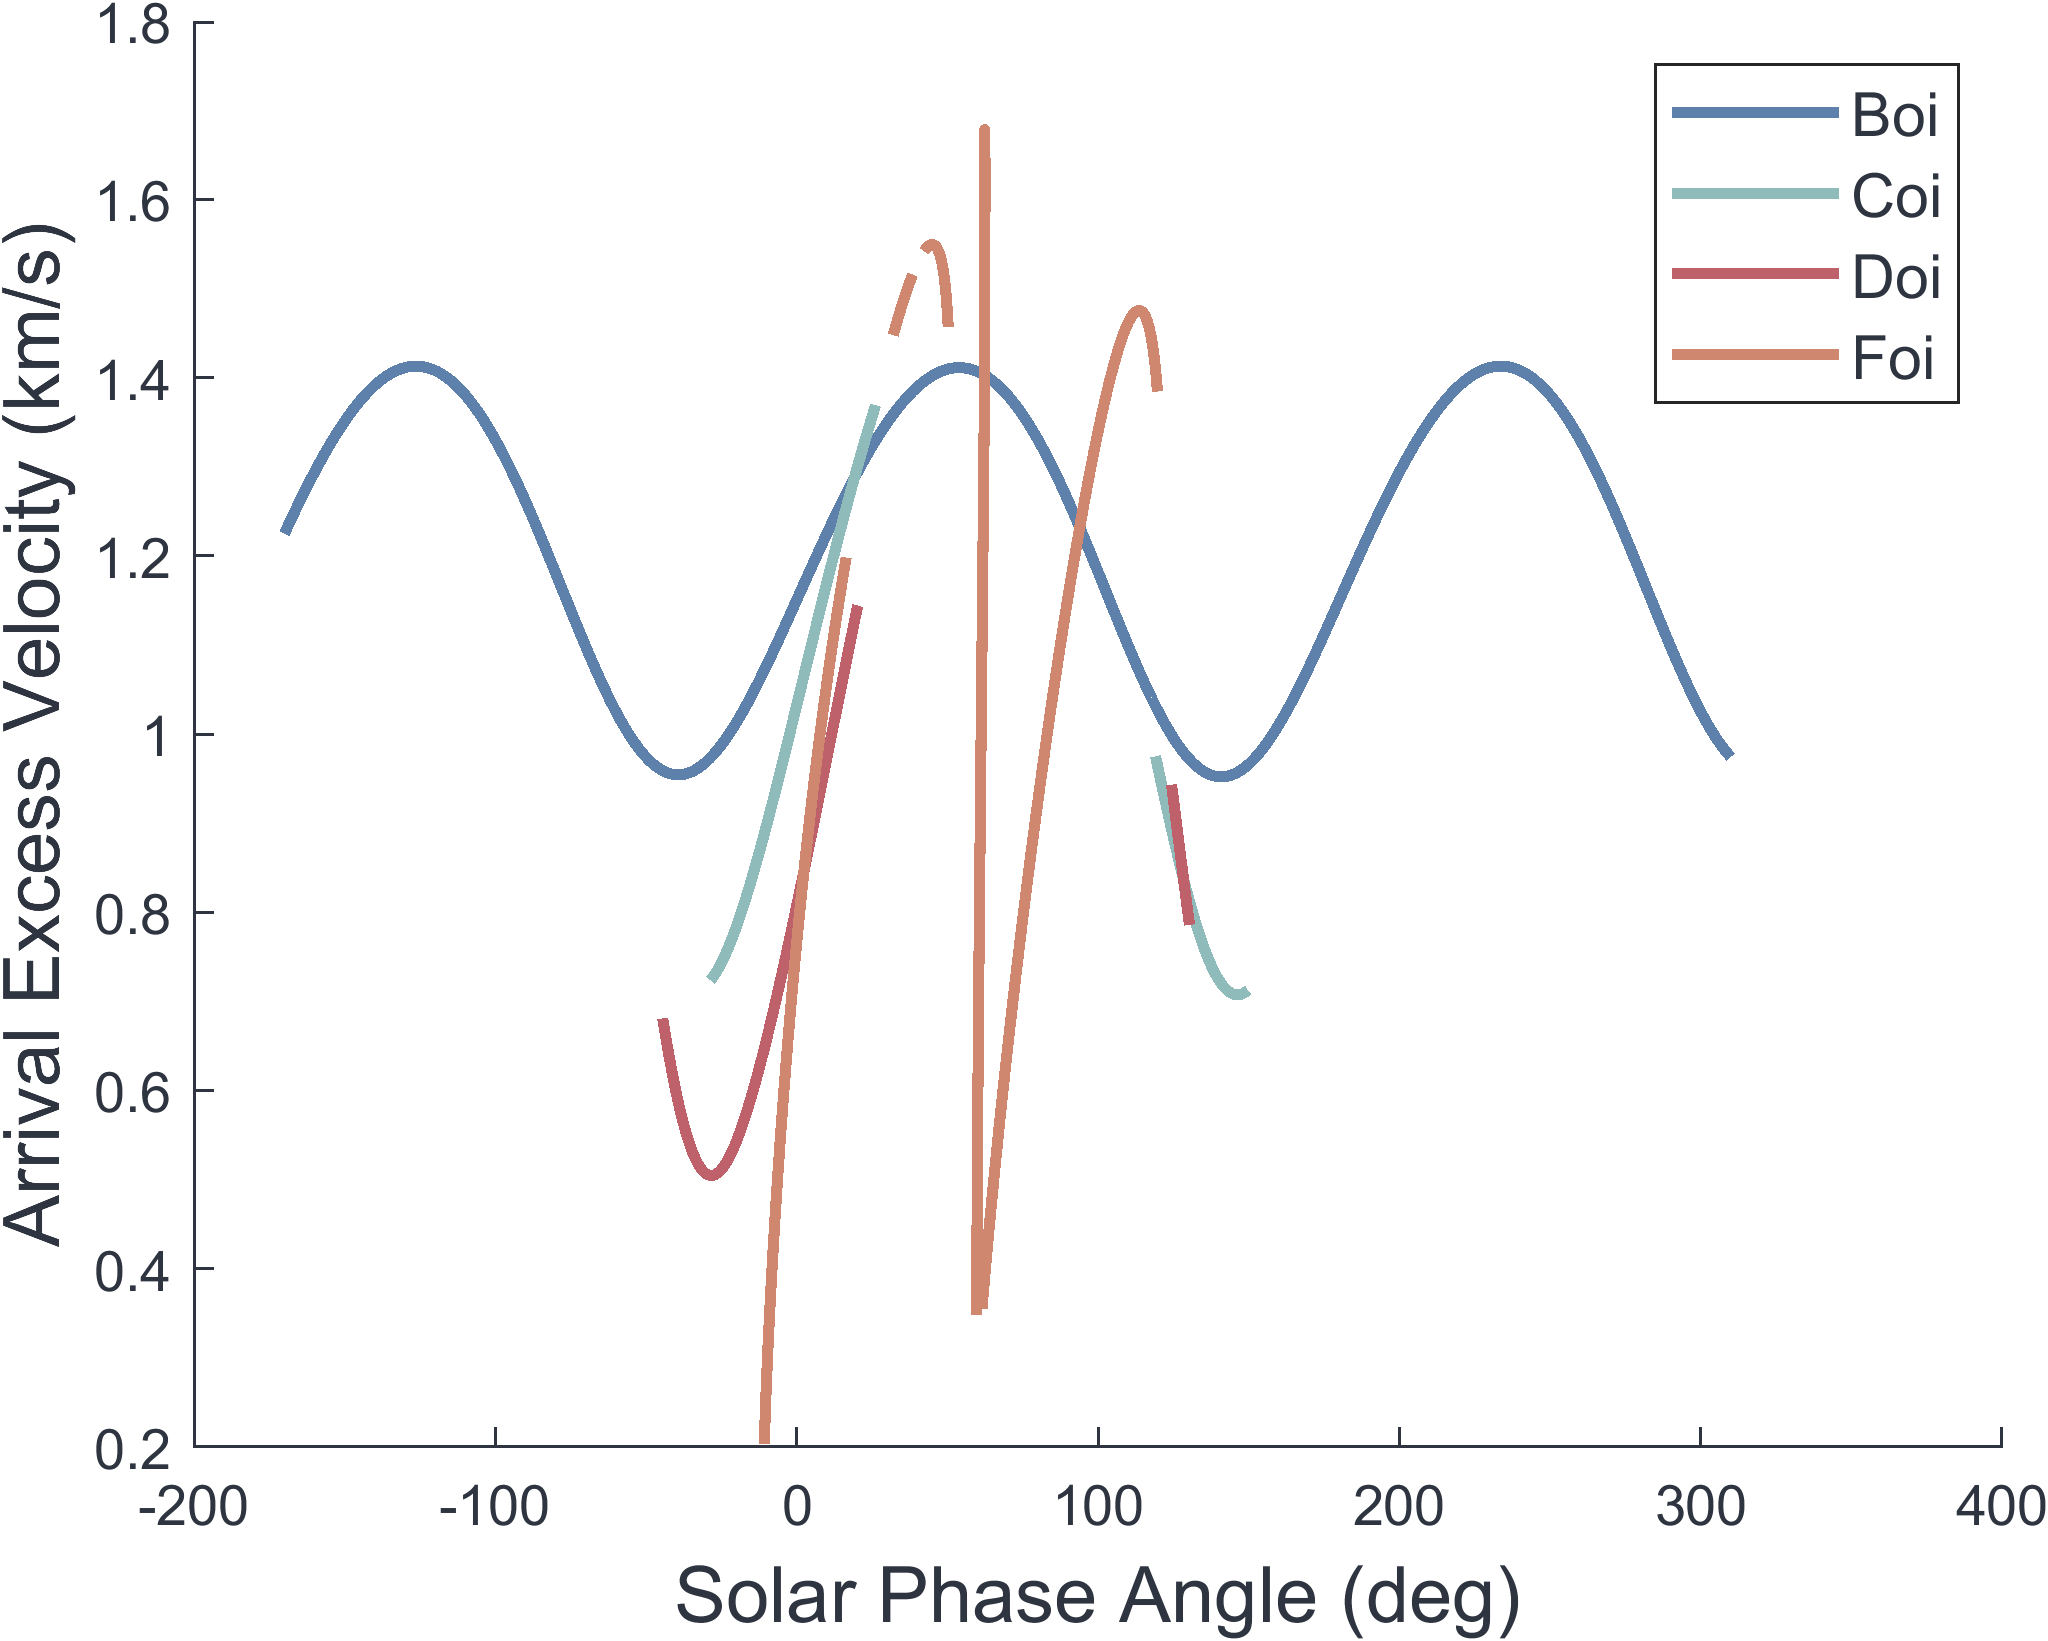 1.8
1.6
1.4
1.2
1
0.8
0.6
0.4
0.2
Arrival Excess Velocity (km/s)
Boi
Coi
Doi
Foi
-200 -100 0 100 200 300 400
Solar Phase Angle (deg)